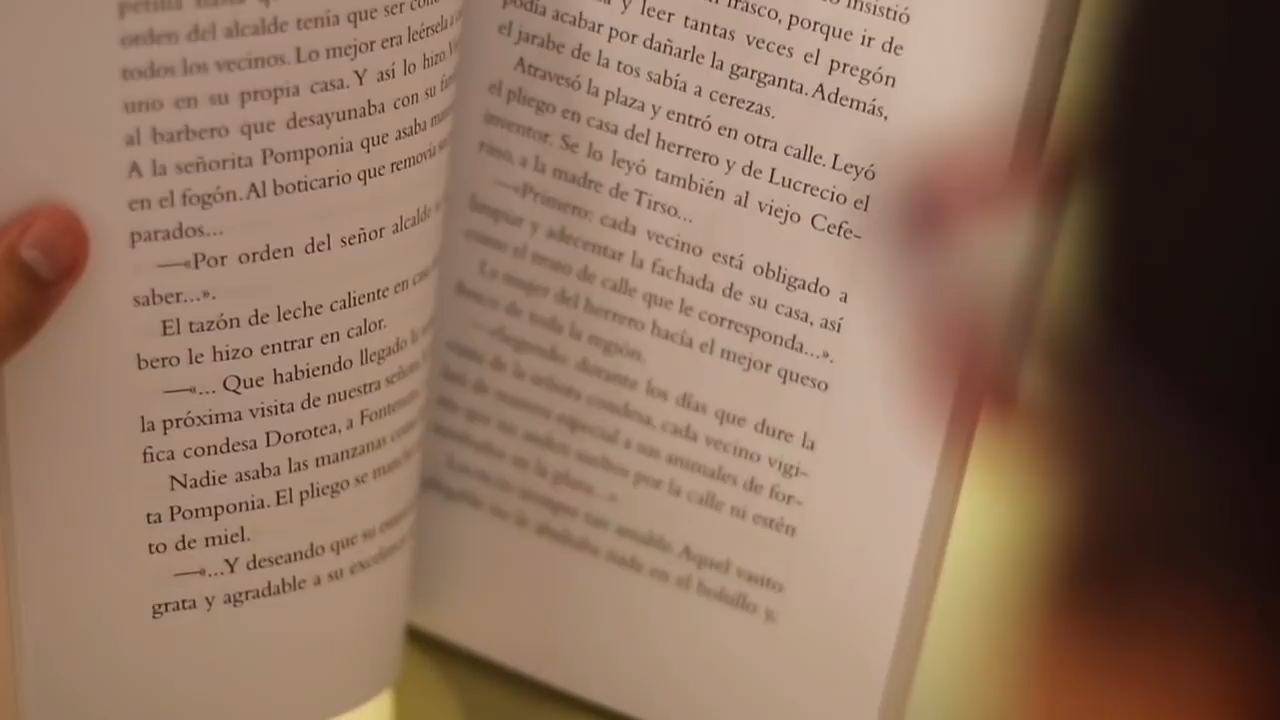 orden del alcalde tenía que ser
todos los vecinos. Lo mejor era leérsela
uno en su propia casa. Y así lo hizo.
al barbero que desayunaba con su
A la señorita Pomponia que asaba
en el fogón. Al boticario que removía
parados...
—«Por orden del señor alcalde
saber...».
El tazón de leche caliente en
bero le hizo entrar en calor.
—«... Que habiendo llegado
la próxima visita de nuestra
fica condesa Dorotea, a
Nadie asaba las manzanas
ta Pomponia. El pliego se
to de miel.
—«...Y deseando que su
grata y agradable a su
insistió
frasco, porque ir de
y leer tantas veces el pregón
podía acabar por dañarle la garganta. Además,
el jarabe de la tos sabía a cerezas.
Atravesó la plaza y entró en otra calle. Leyó
el pliego en casa del herrero y de Lucrecio el
inventor. Se lo leyó también al viejo Cefe-
rino, a la madre de Tirso...
—«Primero: cada vecino está obligado a
limpiar y adecentar la fachada de su casa, así
como el tramo de calle que le corresponda...».
La mujer del herrero hacía el mejor queso
fresco de toda la región.
—«Segundo: durante los días que dure la
visita de la señora condesa, cada vecino vigi-
lará de manera especial a sus animales de for-
ma que no anden sueltos por la calle ni estén
en la plaza...».
Aquel vasito
nada en el bolsillo y,